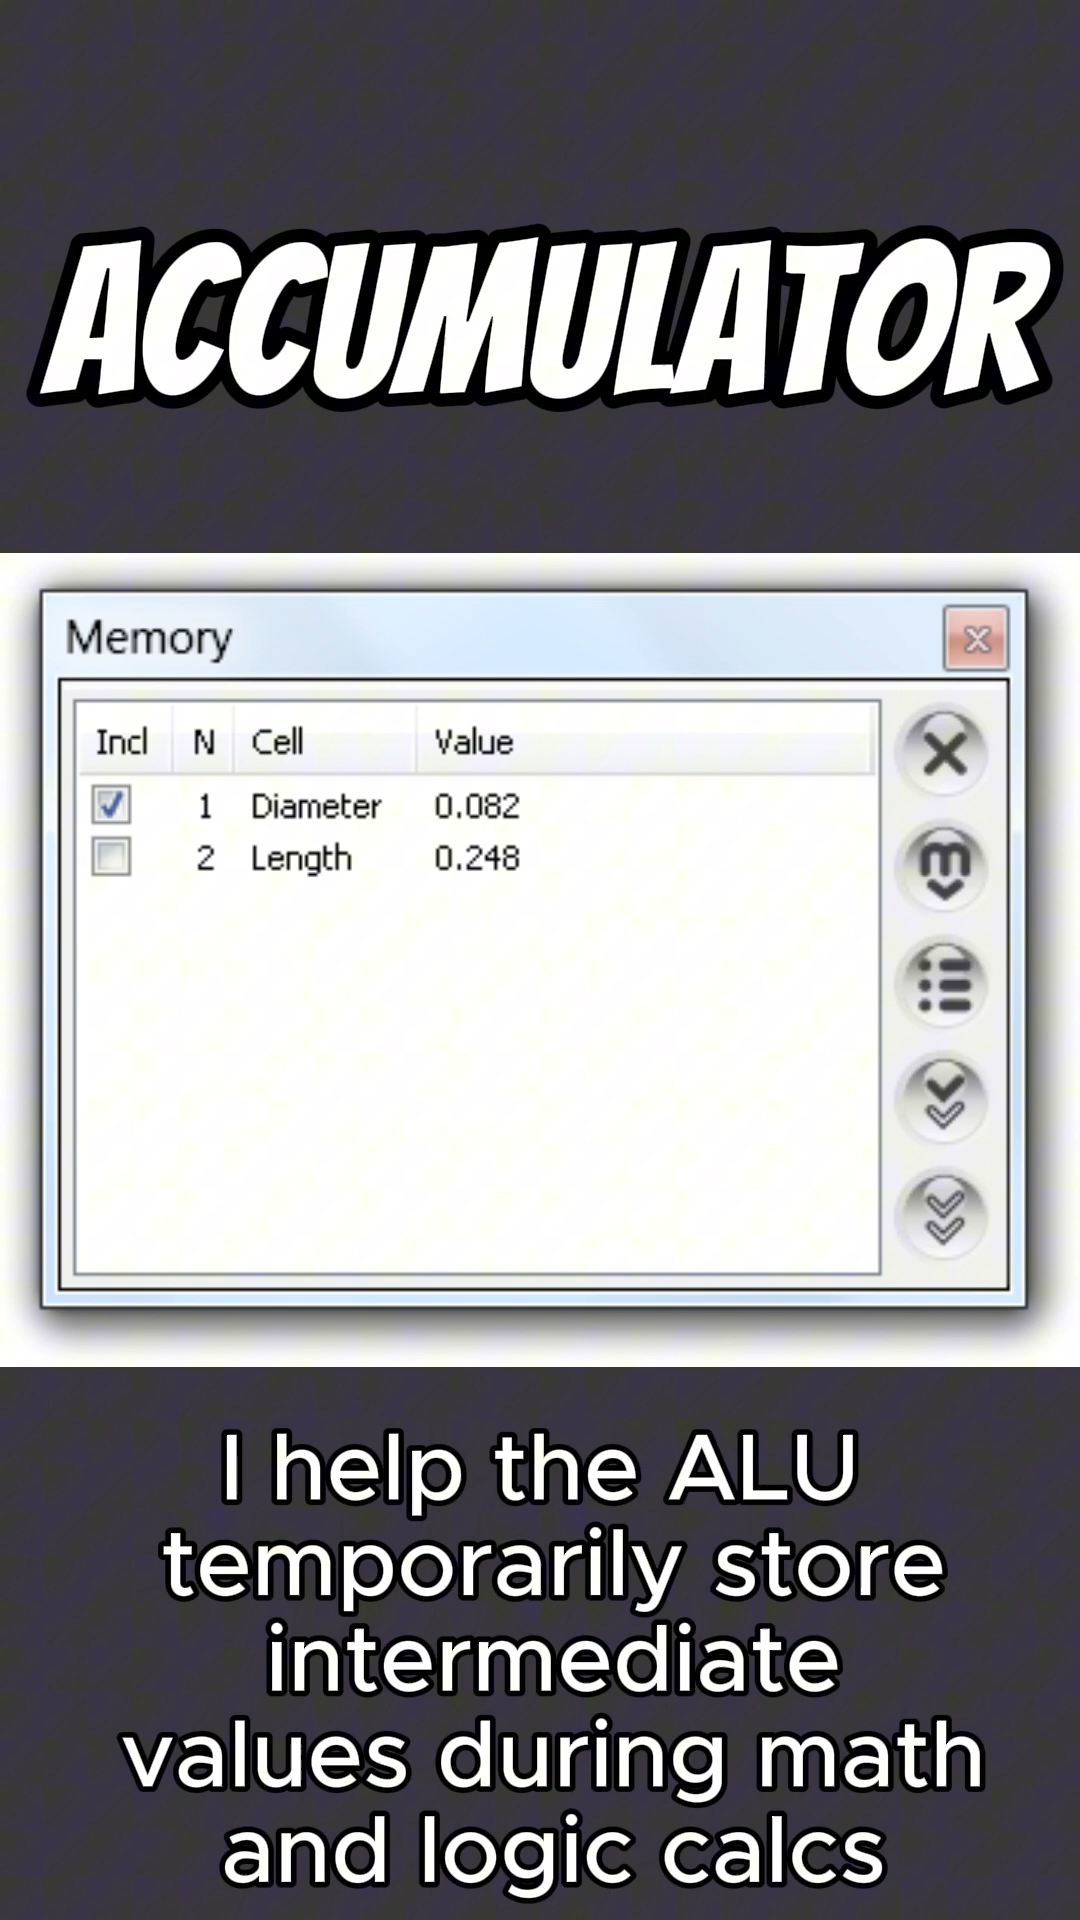 ACCUMULATOR
Memory
Incl N Cell Value
1 Diameter 0.082
2 Length 0.248
I help the ALU
temporarily store
intermediate
values during math
and logic calcs